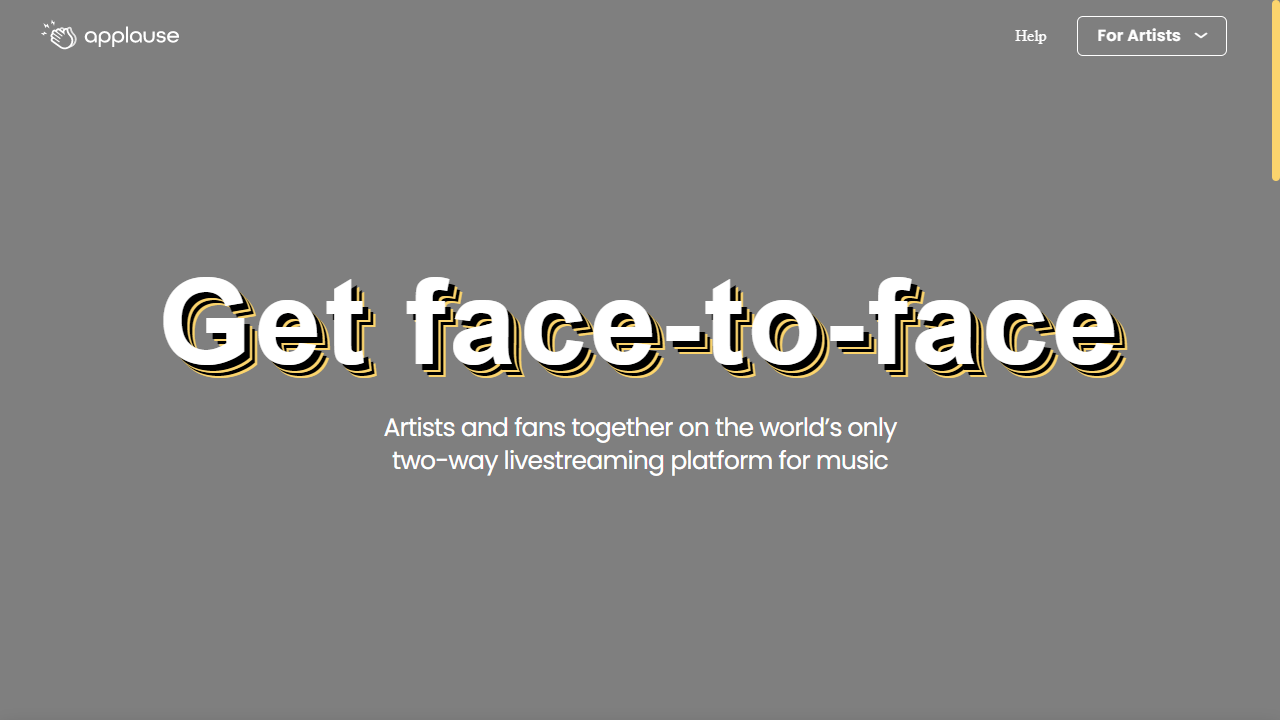 applause
Help
For Artists
Get face-to-face
Artists and fans together on the world’s only
two-way livestreaming platform for music